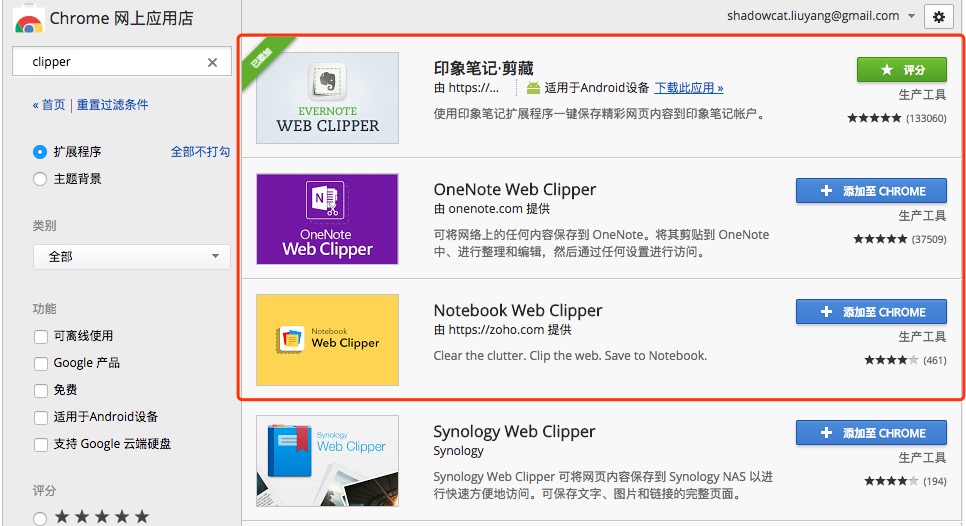 Chrome 网上应用店
shadowcat.liuyang@gmail.com
clipper
« 首页 | 重置过滤条件
扩展程序 全部不打勾
主题背景
类别
全部
功能
可离线使用
Google 产品
免费
适用于Android设备
支持 Google 云端硬盘
评分
已添加
EVERNOTE
WEB CLIPPER
印象笔记·剪藏
由 https://... 适用于Android设备 下载此应用 »
使用印象笔记扩展程序一键保存精彩网页内容到印象笔记帐户。
★ 评分
生产工具
★★★★★ (133060)
N
OneNote
Web Clipper
OneNote Web Clipper
由 onenote.com 提供
可将网络上的任何内容保存到 OneNote。将其剪贴到 OneNote
中、进行整理和编辑，然后通过任何设置进行访问。
+ 添加至 CHROME
生产工具
★★★★★ (37509)
Notebook
Web Clipper
Notebook Web Clipper
由 https://zoho.com 提供
Clear the clutter. Clip the web. Save to Notebook.
+ 添加至 CHROME
生产工具
★★★★★ (461)
Synology
Web Clipper
Synology Web Clipper
Synology
Synology Web Clipper 可将网页内容保存到 Synology NAS 以进
行快速方便地访问。可保存文字、图片和链接的完整页面。
+ 添加至 CHROME
生产工具
★★★★★ (194)